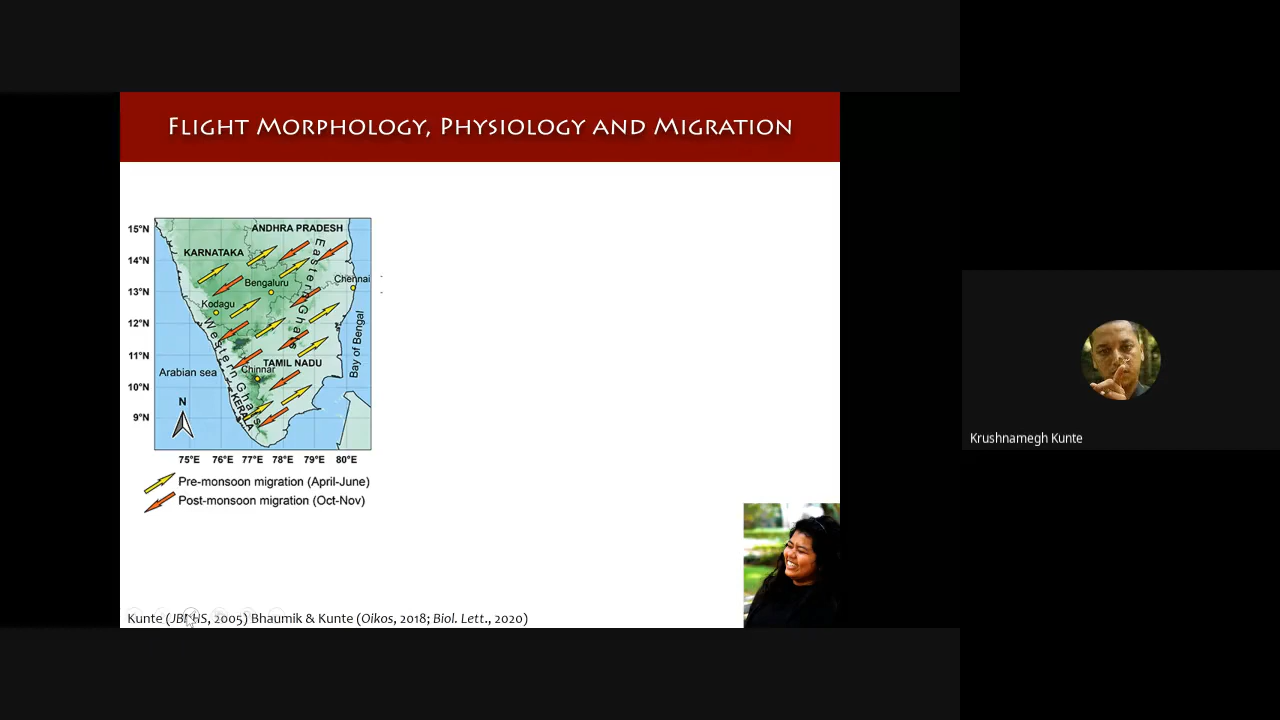 FLIGHT MORPHOLOGY, PHYSIOLOGY AND MIGRATION
15°N
14°N
13°N
12°N
11°N
10°N
9°N
ANDHRA PRADESH
KARNATAKA
Eastern Ghats
Chennai
Bengaluru
Kodagu
Western Ghats
Bay of Bengal
TAMIL NADU
Arabian sea
Chinnar
KERALA
N
75°E 76°E 77°E 78°E 79°E 80°E
Pre-monsoon migration (April-June)
Post-monsoon migration (Oct-Nov)
Kunte (JBNHS, 2005) Bhaumik & Kunte (Oikos, 2018; Biol. Lett., 2020)
Krushnamegh Kunte